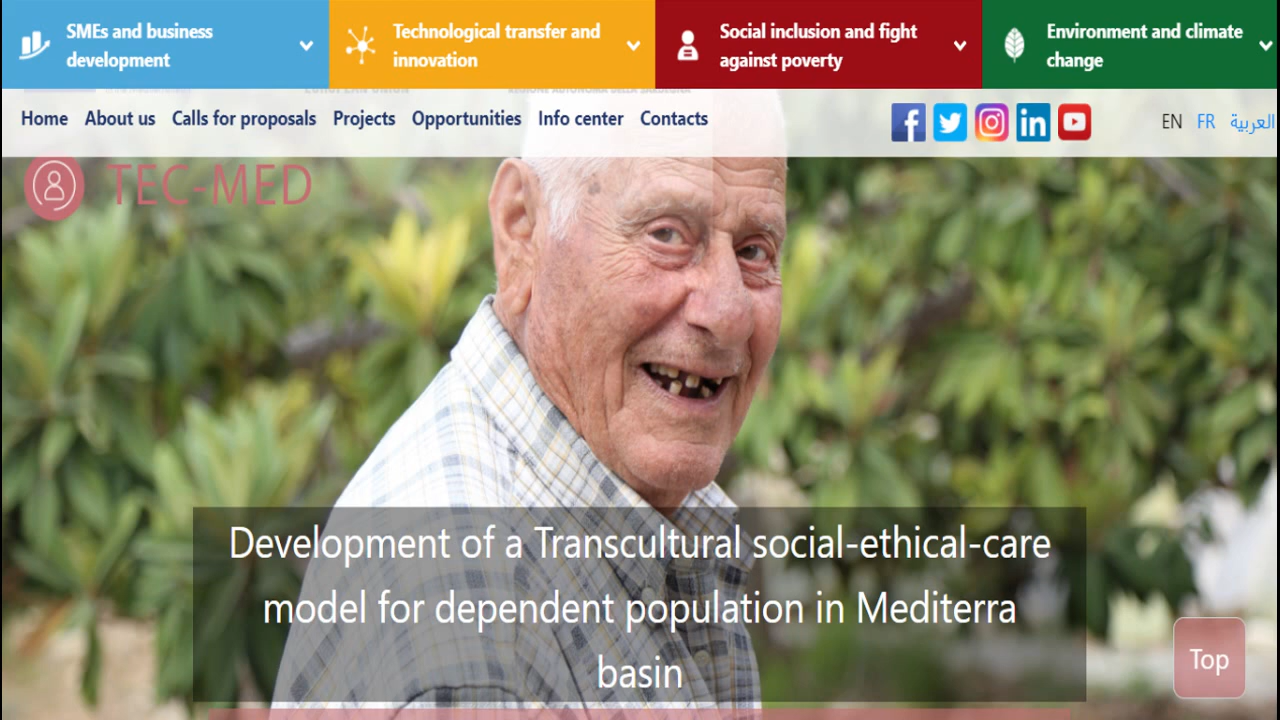 SMEs and business
development
Technological transfer and
innovation
Social inclusion and fight
against poverty
Environment and climate
change
Home About us Calls for proposals Projects Opportunities Info center Contacts
EN FR العربية
TEC-MED
Development of a Transcultural social-ethical-care
model for dependent population in Mediterra
basin
Top